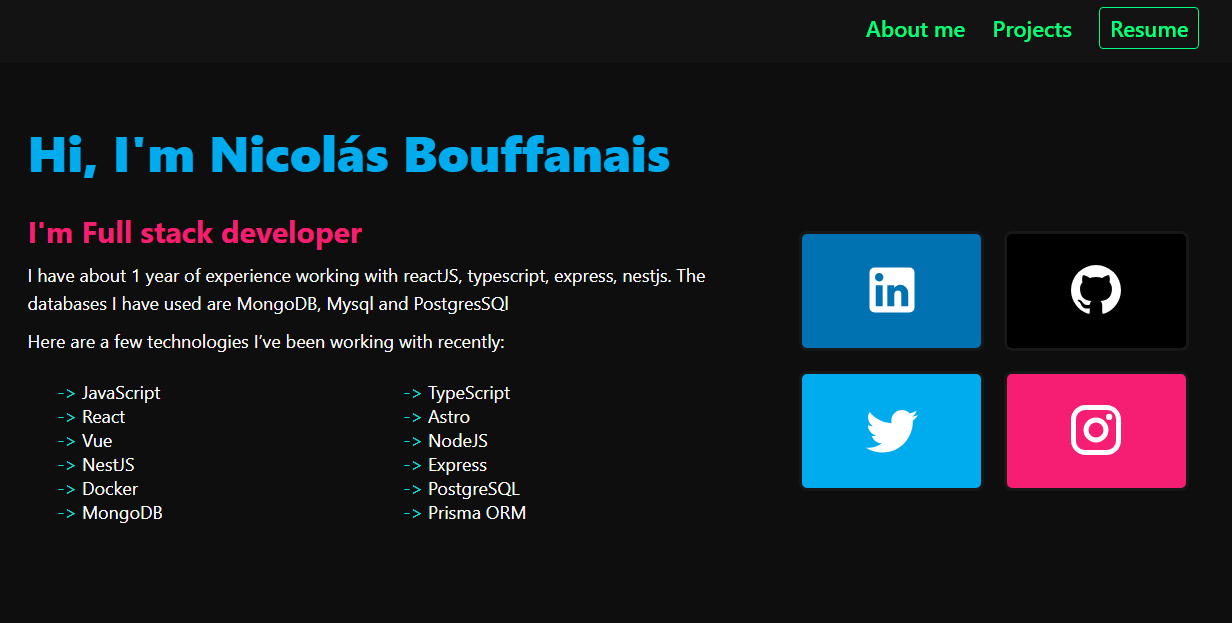 About me Projects Resume
Hi, I'm Nicolás Bouffanais
I'm Full stack developer
I have about 1 year of experience working with reactJS, typescript, express, nestjs. The
databases I have used are MongoDB, Mysql and PostgresSQl
Here are a few technologies I’ve been working with recently:
-> JavaScript
-> React
-> Vue
-> NestJS
-> Docker
-> MongoDB
-> TypeScript
-> Astro
-> NodeJS
-> Express
-> PostgreSQL
-> Prisma ORM
in